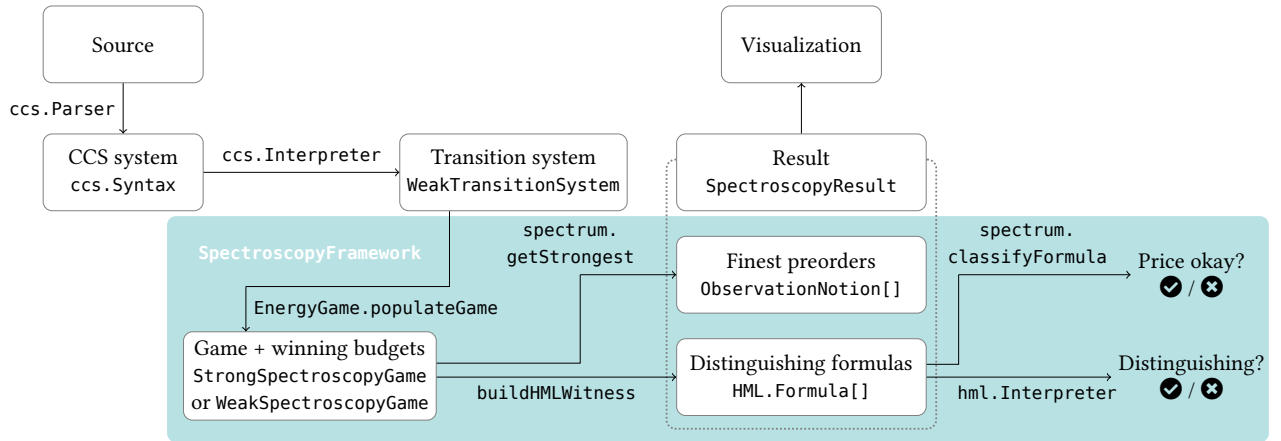 Source
Visualization
ccs.Parser
CCS system
ccs.Syntax
ccs.Interpreter
Transition system
WeakTransitionSystem
Result
SpectroscopyResult
SpectroscopyFramework
spectrum.
getStrongest
Finest preorders
ObservationNotion[]
spectrum.
classifyFormula
Price okay?
/
EnergyGame.populateGame
Game + winning budgets
StrongSpectroscopyGame
or WeakSpectroscopyGame
buildHMLWitness
Distinguishing formulas
HML.Formula[]
hml.Interpreter
Distinguishing?
/